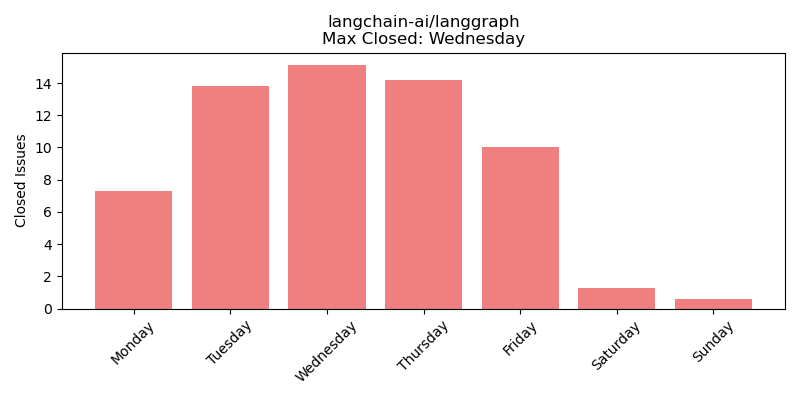 langchain-ai/langgraph
Max Closed: Wednesday
Closed Issues
14
12
10
8
6
4
2
0
Monday
Tuesday
Wednesday
Thursday
Friday
Saturday
Sunday